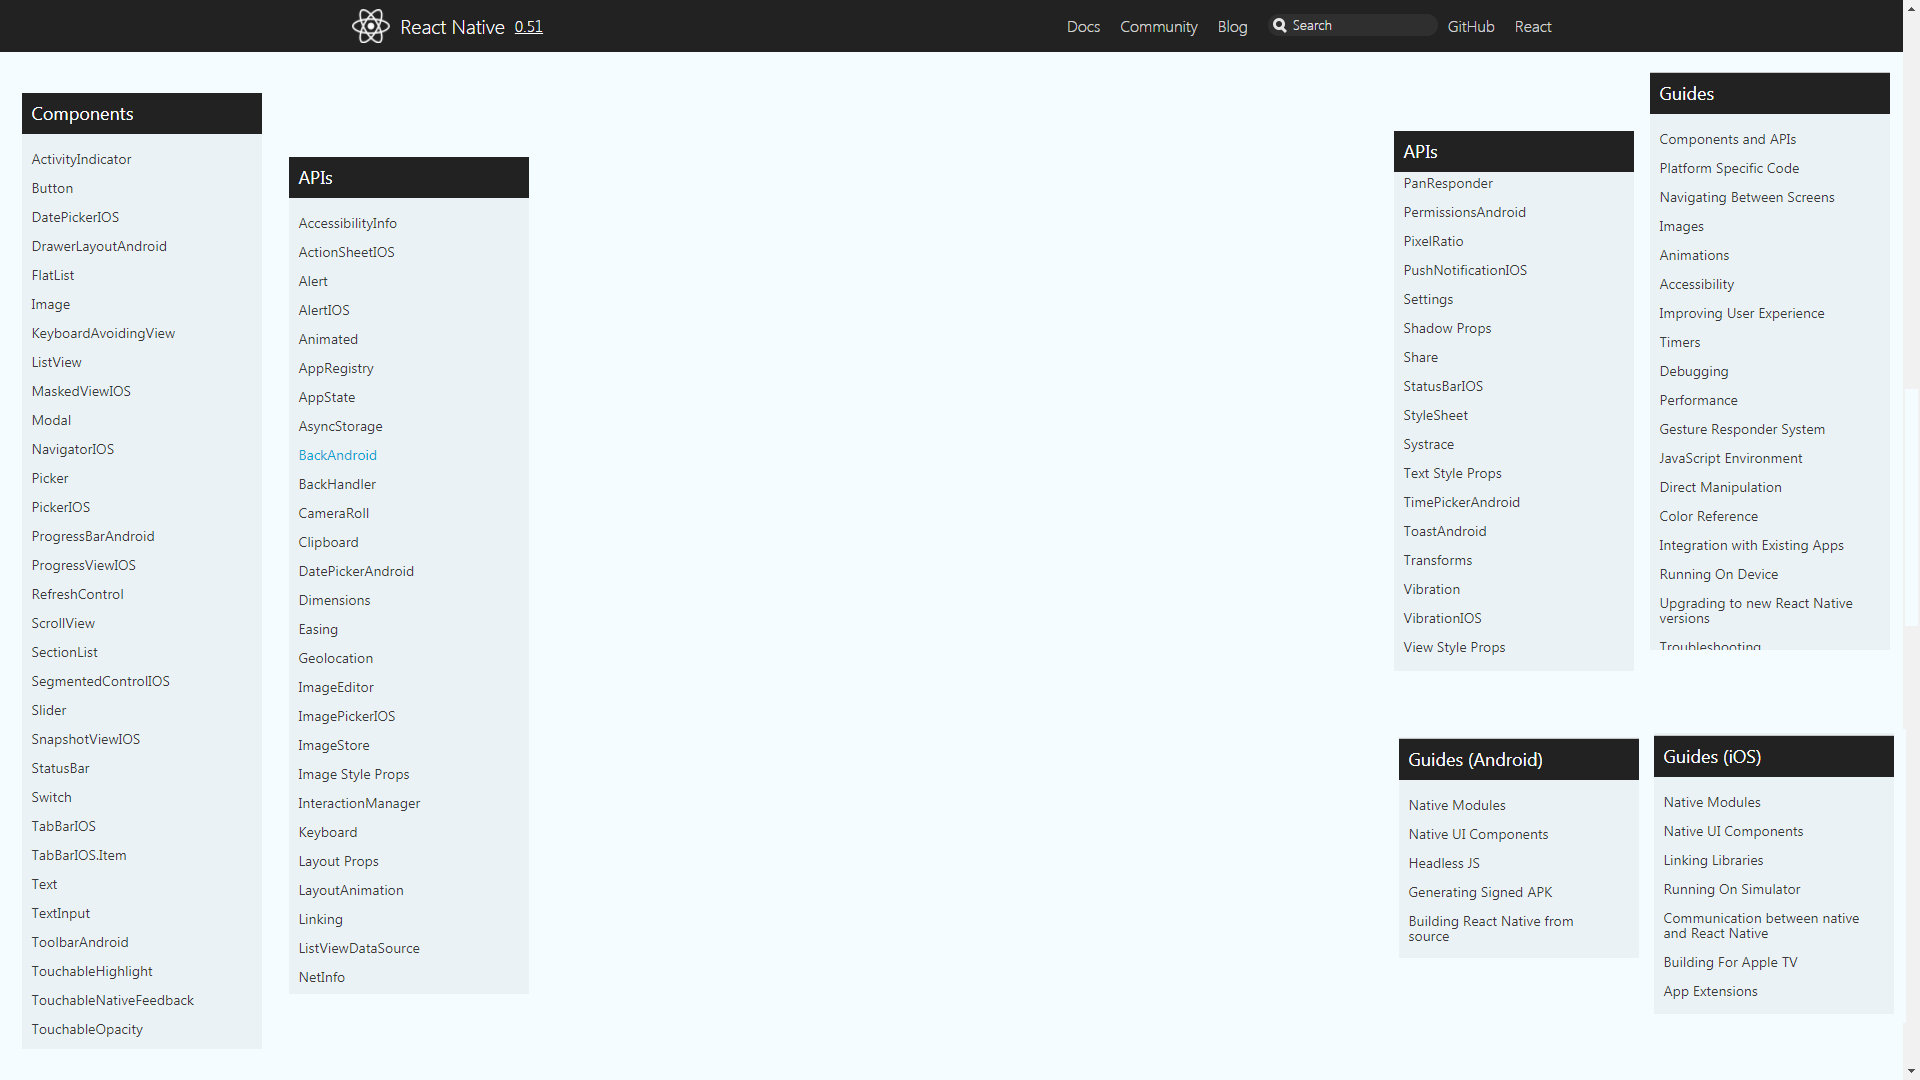 React Native 0.51
Docs Community Blog Search GitHub React
Components
ActivityIndicator
Button
DatePickerIOS
DrawerLayoutAndroid
FlatList
Image
KeyboardAvoidingView
ListView
MaskedViewIOS
Modal
NavigatorIOS
Picker
PickerIOS
ProgressBarAndroid
ProgressViewIOS
RefreshControl
ScrollView
SectionList
SegmentedControlIOS
Slider
SnapshotViewIOS
StatusBar
Switch
TabBarIOS
TabBarIOS.Item
Text
TextInput
ToolbarAndroid
TouchableHighlight
TouchableNativeFeedback
TouchableOpacity
APIs
AccessibilityInfo
ActionSheetIOS
Alert
AlertIOS
Animated
AppRegistry
AppState
AsyncStorage
BackAndroid
BackHandler
CameraRoll
Clipboard
DatePickerAndroid
Dimensions
Easing
Geolocation
ImageEditor
ImagePickerIOS
ImageStore
Image Style Props
InteractionManager
Keyboard
Layout Props
LayoutAnimation
Linking
ListViewDataSource
NetInfo
APIs
PanResponder
PermissionsAndroid
PixelRatio
PushNotificationIOS
Settings
Shadow Props
Share
StatusBarIOS
StyleSheet
Systrace
Text Style Props
TimePickerAndroid
ToastAndroid
Transforms
Vibration
VibrationIOS
View Style Props
Guides
Components and APIs
Platform Specific Code
Navigating Between Screens
Images
Animations
Accessibility
Improving User Experience
Timers
Debugging
Performance
Gesture Responder System
JavaScript Environment
Direct Manipulation
Color Reference
Integration with Existing Apps
Running On Device
Upgrading to new React Native
versions
Troubleshooting
Guides (Android)
Native Modules
Native UI Components
Headless JS
Generating Signed APK
Building React Native from
source
Guides (iOS)
Native Modules
Native UI Components
Linking Libraries
Running On Simulator
Communication between native
and React Native
Building For Apple TV
App Extensions